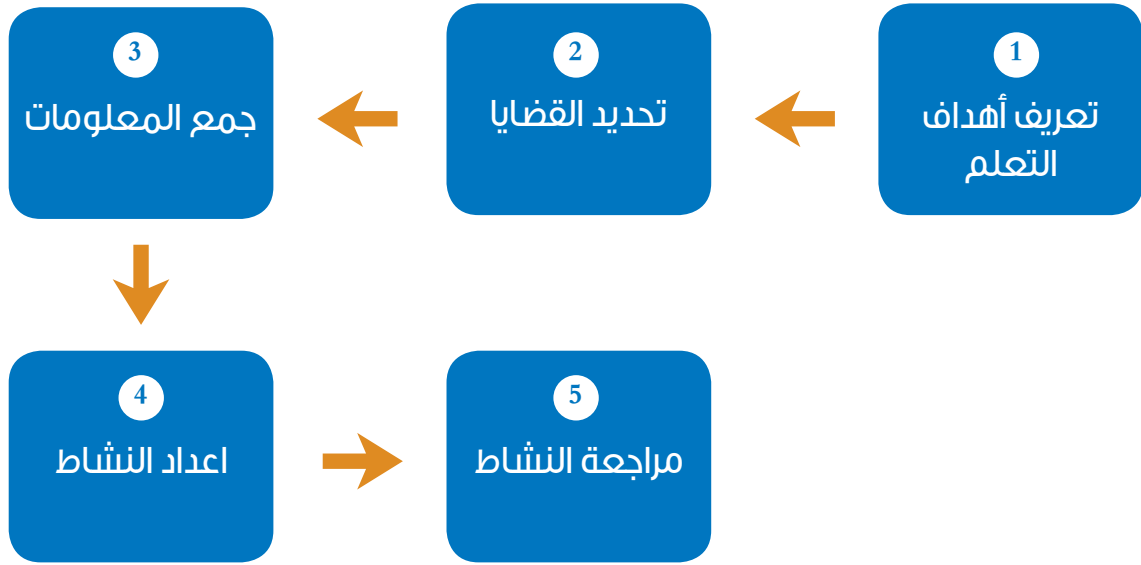 1
تعريف أهداف
التعلم
2
تحديد القضايا
3
جمع المعلومات
4
اعداد النشاط
5
مراجعة النشاط